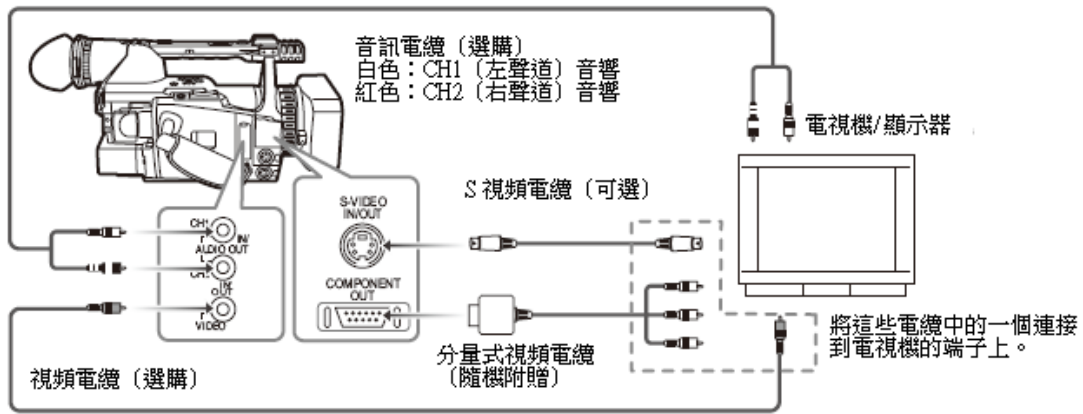 音訊電纜〔選購〕
白色：CH1〔左聲道〕音響
紅色：CH2〔右聲道〕音響
電視機/顯示器
S 視頻電纜〔可選〕
S-VIDEO
IN/OUT
IN/
AUDIO OUT
IN/
OUT
VIDEO
COMPONENT
OUT
分量式視頻電纜
〔隨機附贈〕
將這些電纜中的一個連接
到電視機的端子上。
視頻電纜〔選購〕